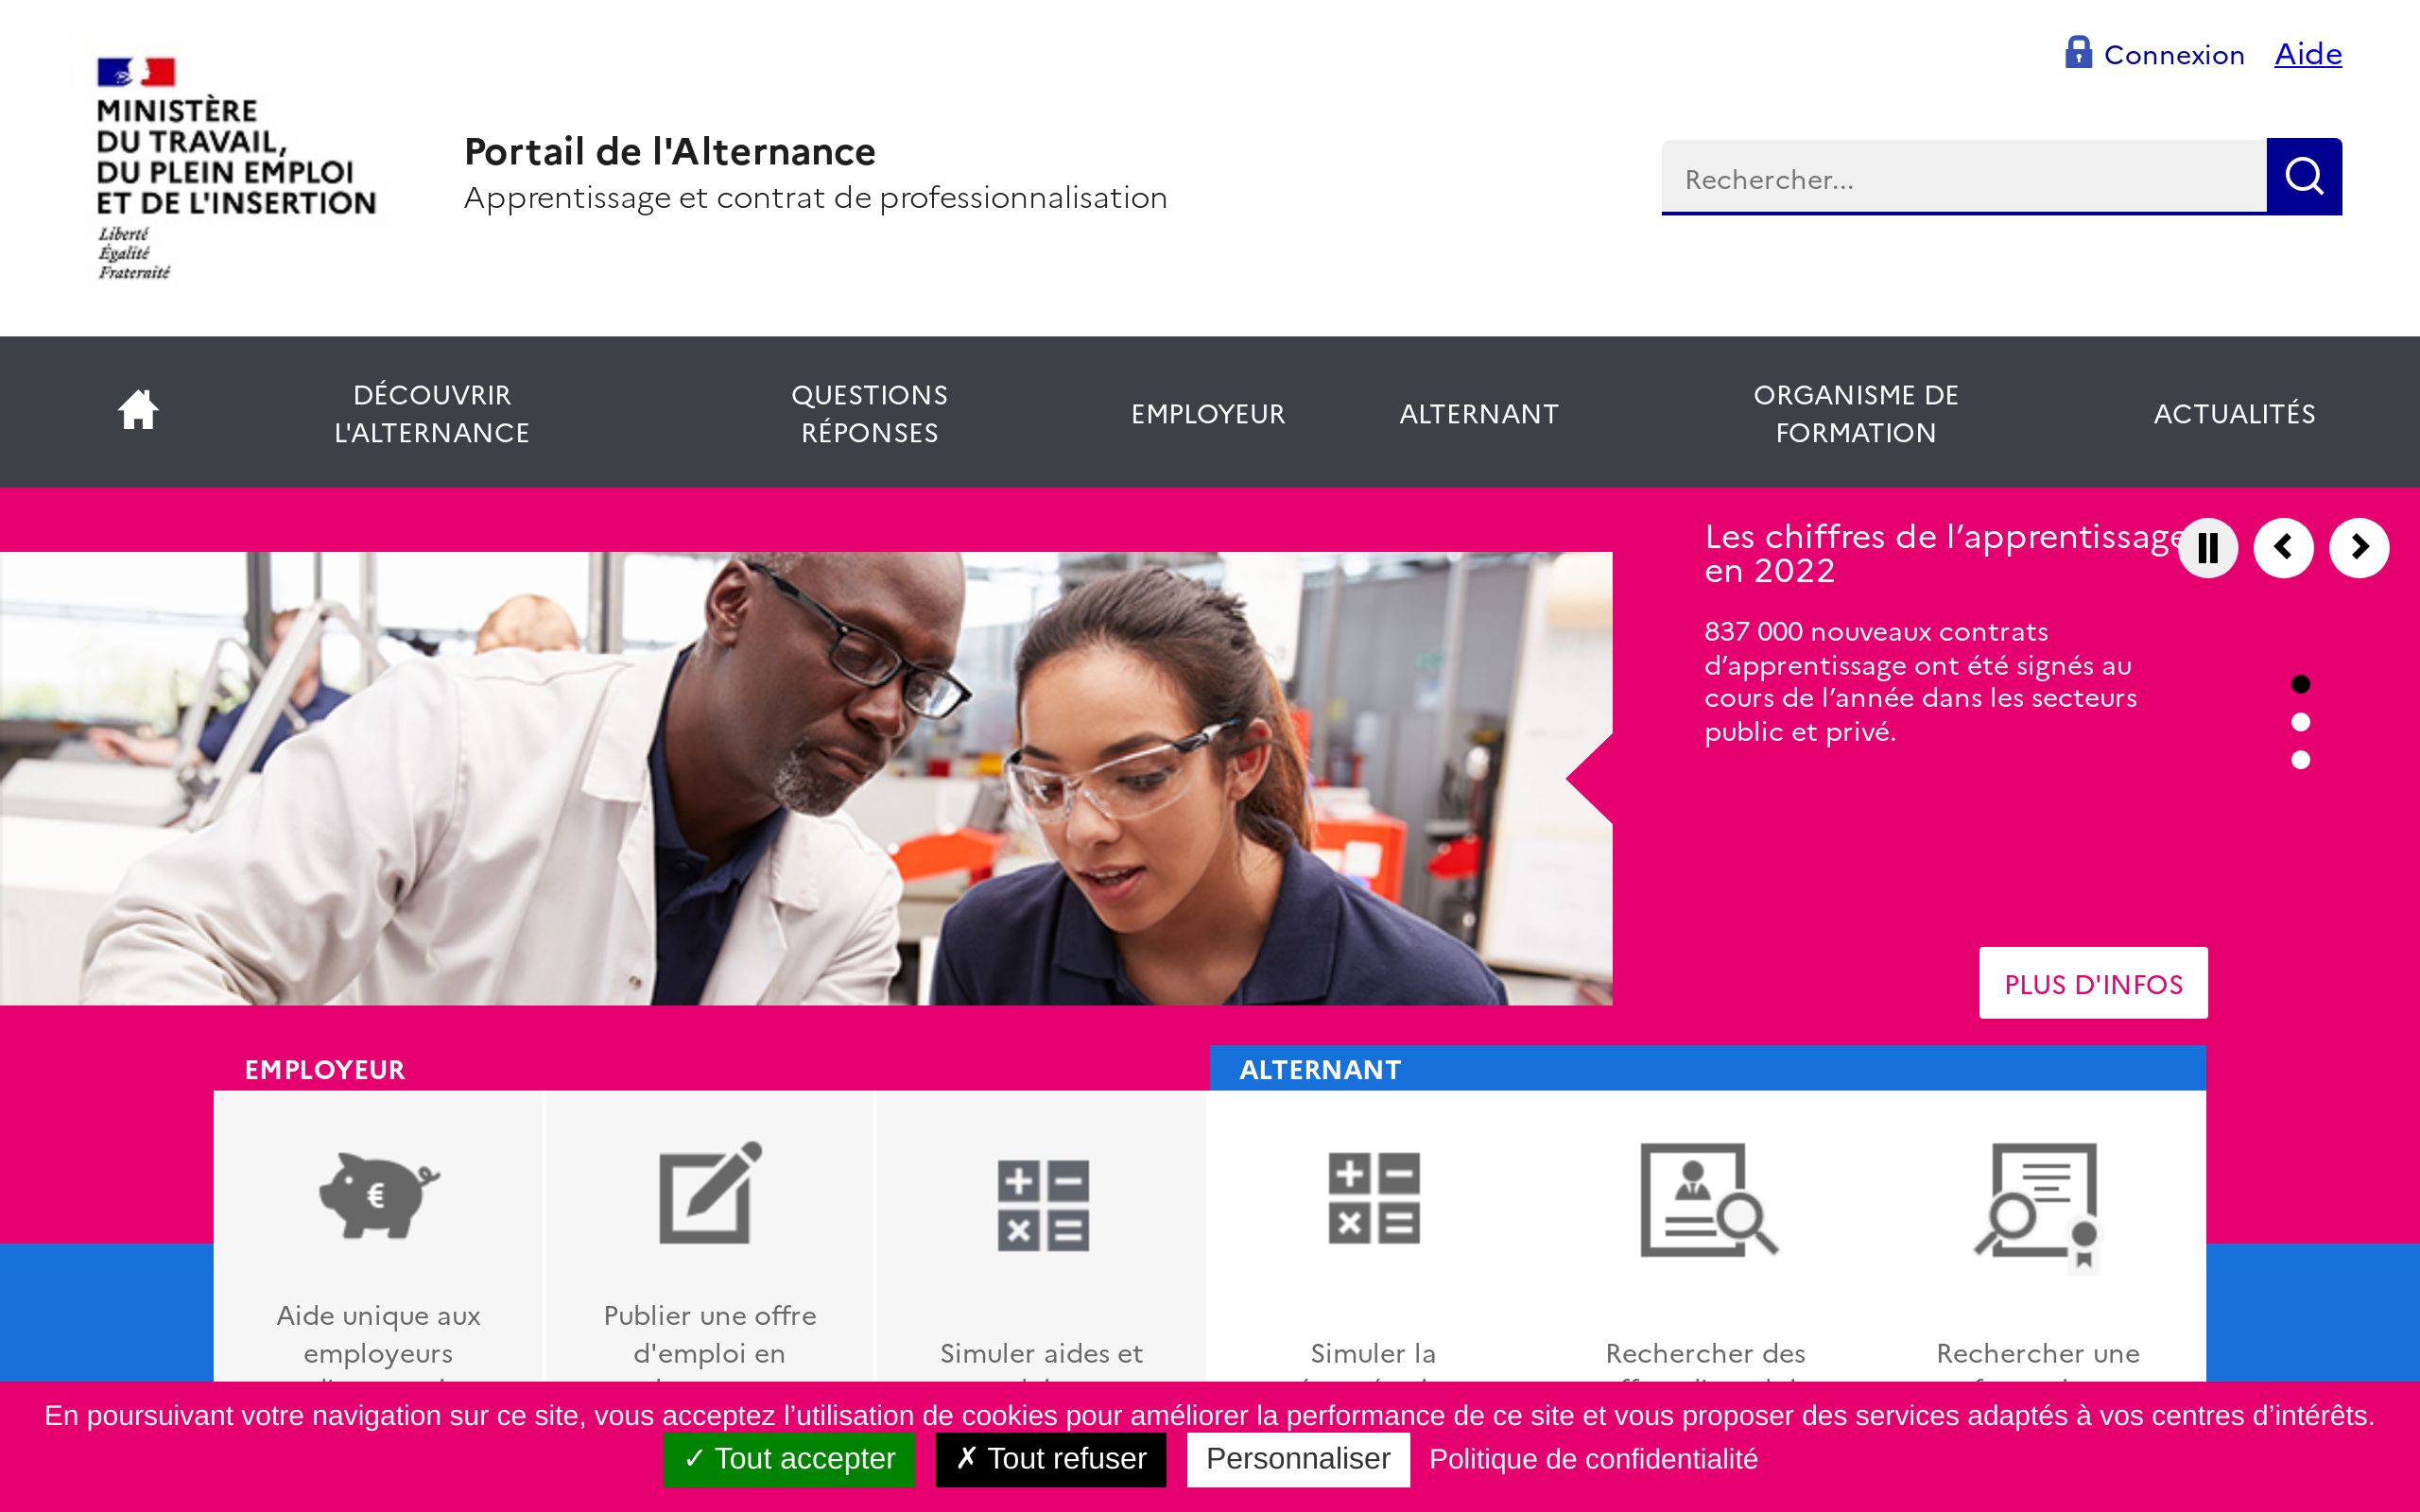 Connexion Aide
MINISTÈRE
DU TRAVAIL,
DU PLEIN EMPLOI
ET DE L'INSERTION
Liberté
Égalité
Fraternité
Portail de l'Alternance
Apprentissage et contrat de professionnalisation
Rechercher...
DÉCOUVRIR
L'ALTERNANCE
QUESTIONS
RÉPONSES
EMPLOYEUR
ALTERNANT
ORGANISME DE
FORMATION
ACTUALITÉS
Les chiffres de l’apprentissage
en 2022
837 000 nouveaux contrats
d’apprentissage ont été signés au
cours de l’année dans les secteurs
public et privé.
PLUS D'INFOS
EMPLOYEUR
ALTERNANT
Aide unique aux
employeurs
Publier une offre
d'emploi en
Simuler aides et
Simuler la
Rechercher des
Rechercher une
En poursuivant votre navigation sur ce site, vous acceptez l’utilisation de cookies pour améliorer la performance de ce site et vous proposer des services adaptés à vos centres d’intérêts.
✓ Tout accepter ✗ Tout refuser Personnaliser Politique de confidentialité